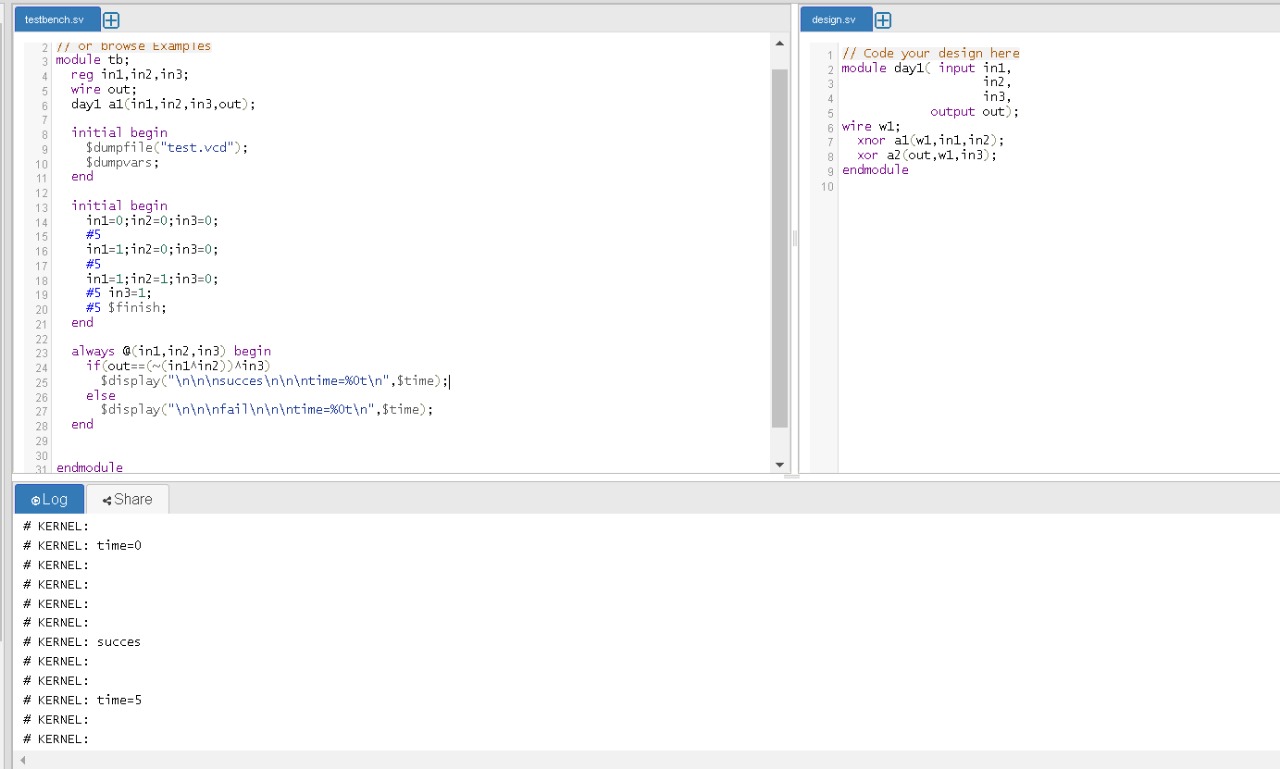 testbench.sv
2 // or browse Examples
3 module tb;
4 reg in1,in2,in3;
5 wire out;
6 day1 a1(in1,in2,in3,out);
7
8 initial begin
9 $dumpfile("test.vcd");
10 $dumpvars;
11 end
12
13 initial begin
14 in1=0;in2=0;in3=0;
15 #5
16 in1=1;in2=0;in3=0;
17 #5
18 in1=1;in2=1;in3=0;
19 #5 in3=1;
20 #5 $finish;
21 end
22
23 always @(in1,in2,in3) begin
24 if(out==(~(in1^in2))^in3)
25 $display("\n\n\nsucces\n\n\ntime=%0t\n",$time);
26 else
27 $display("\n\n\nfail\n\n\ntime=%0t\n",$time);
28 end
29
30
31 endmodule
design.sv
1 // Code your design here
2 module day1( input in1,
3 in2,
4 in3,
5 output out);
6 wire w1;
7 xnor a1(w1,in1,in2);
8 xor a2(out,w1,in3);
9 endmodule
10
Log
Share
# KERNEL:
# KERNEL: time=0
# KERNEL:
# KERNEL:
# KERNEL:
# KERNEL:
# KERNEL: succes
# KERNEL:
# KERNEL:
# KERNEL: time=5
# KERNEL:
# KERNEL: